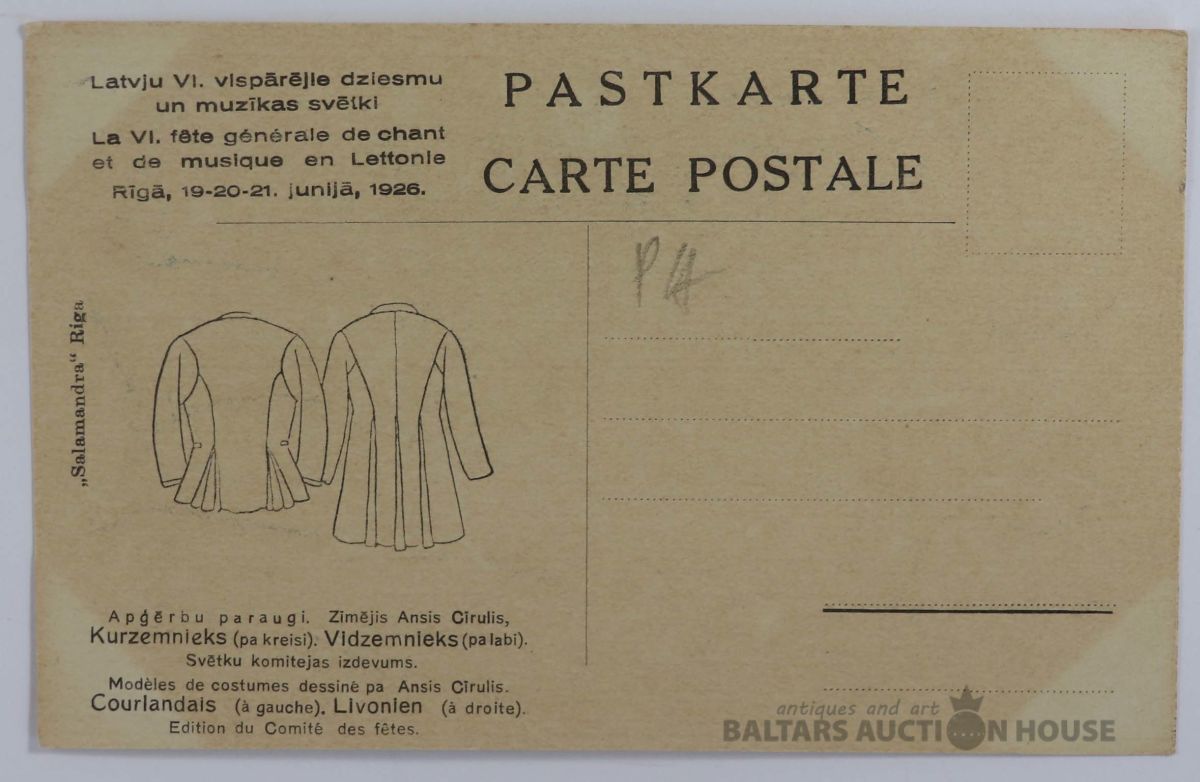 Latvju VI. vispārējie dziesmu
un muzīkas svētki
La VI. fête générale de chant
et de musique en Lettonie
Rīgā, 19-20-21. junijā, 1926.
PASTKARTE
CARTE POSTALE
P H
„Salamandra“ Riga
Apģērbu paraugi. Zīmējis Ansis Cīrulis,
Kurzemnieks (pa kreisi). Vidzemnieks (pa labi).
Svētku komitejas izdevums.
Modèles de costumes dessiné pa Ansis Cīrulis.
Courlandais (à gauche). Livonien (à droite).
Edition du Comité des fêtes.
antiques and art
BALTARS AUCTION HOUSE